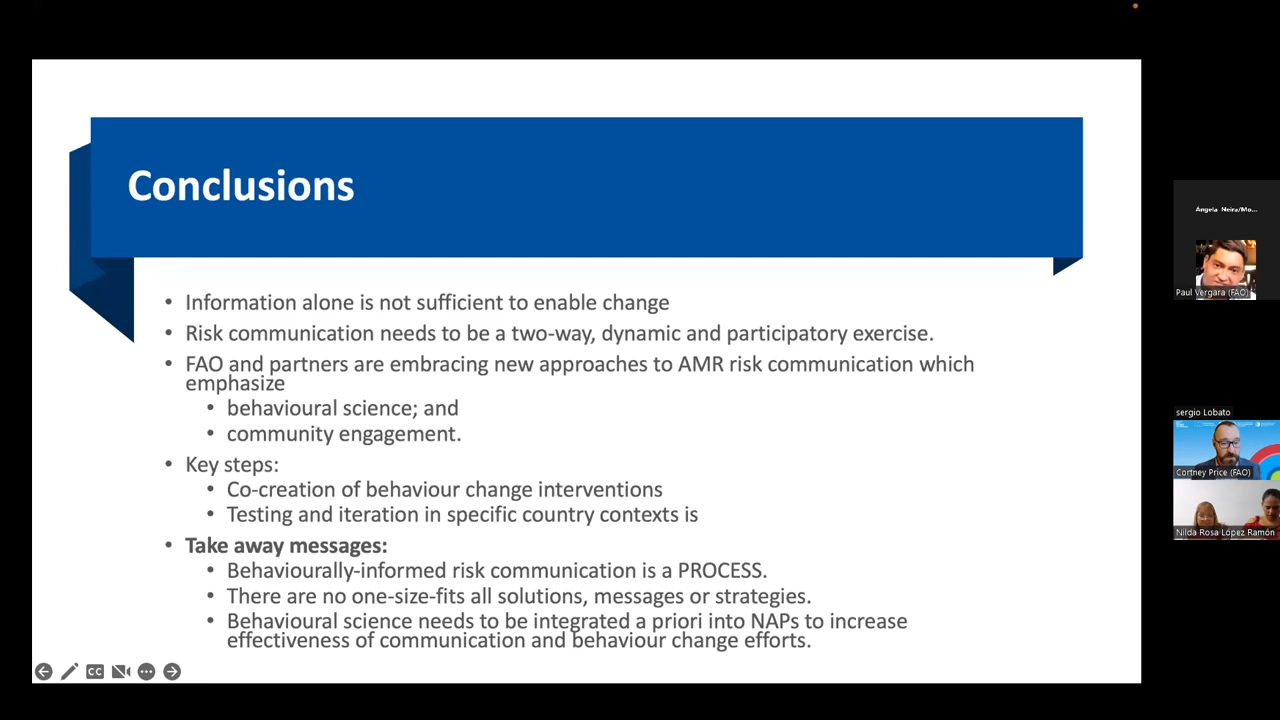 Conclusions
• Information alone is not sufficient to enable change
• Risk communication needs to be a two-way, dynamic and participatory exercise.
• FAO and partners are embracing new approaches to AMR risk communication which
emphasize
• behavioural science; and
• community engagement.
• Key steps:
• Co-creation of behaviour change interventions
• Testing and iteration in specific country contexts is
• Take away messages:
• Behaviourally-informed risk communication is a PROCESS.
• There are no one-size-fits all solutions, messages or strategies.
• Behavioural science needs to be integrated a priori into NAPs to increase
effectiveness of communication and behaviour change efforts.
CC
Ángela Neira/Mo...
Paul Vergara (FAO)
sergio Lobato
Cortney Price (FAO)
Nilda Rosa López Ramón